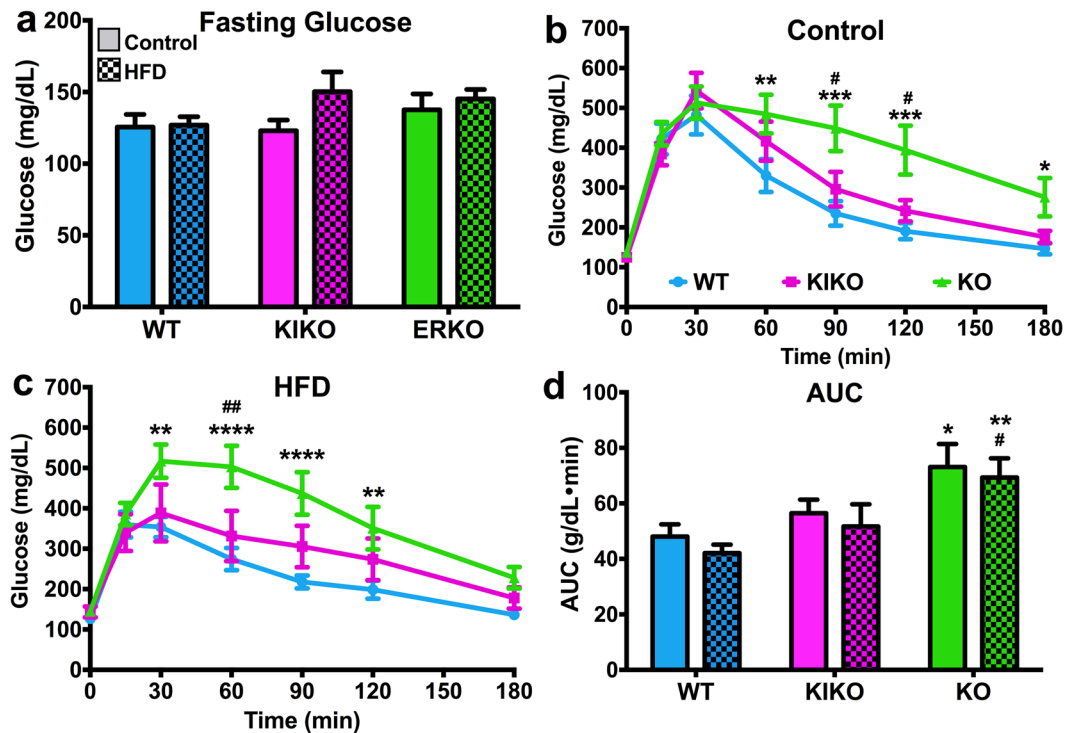 a
Fasting Glucose
Control
HFD
Glucose (mg/dL)
200
150
100
50
0
WT KIKO ERKO
b
Control
Glucose (mg/dL)
700
600
500
400
300
200
100
0
** # *** # *** *
WT KIKO KO
0 30 60 90 120 150 180
Time (min)
c
HFD
Glucose (mg/dL)
700
600
500
400
300
200
100
0
** ## **** **** **
0 30 60 90 120 150 180
Time (min)
d
AUC
AUC (g/dL•min)
100
80
60
40
20
0
* ** #
WT KIKO KO